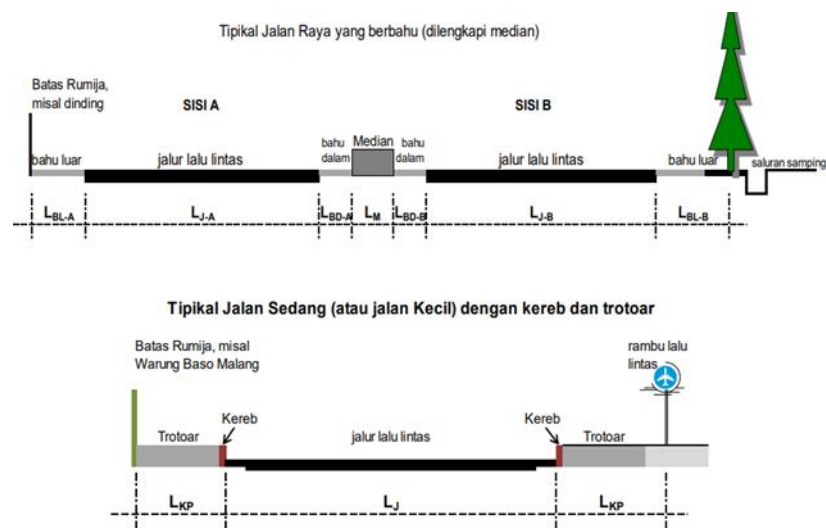 Tipikal Jalan Raya yang berbahu (dilengkapi median)
Batas Rumija,
misal dinding
SISI A
SISI B
bahu luar
jalur lalu lintas
bahu
dalam
Median
bahu
dalam
jalur lalu lintas
bahu luar
saluran samping
LBL-A
LJ-A
LBD-A
LM
LBD-B
LJ-B
LBL-B
Tipikal Jalan Sedang (atau jalan Kecil) dengan kereb dan trotoar
Batas Rumija, misal
Warung Baso Malang
rambu lalu
lintas
Trotoar
Kereb
jalur lalu lintas
Kereb
Trotoar
LKP
LJ
LKP